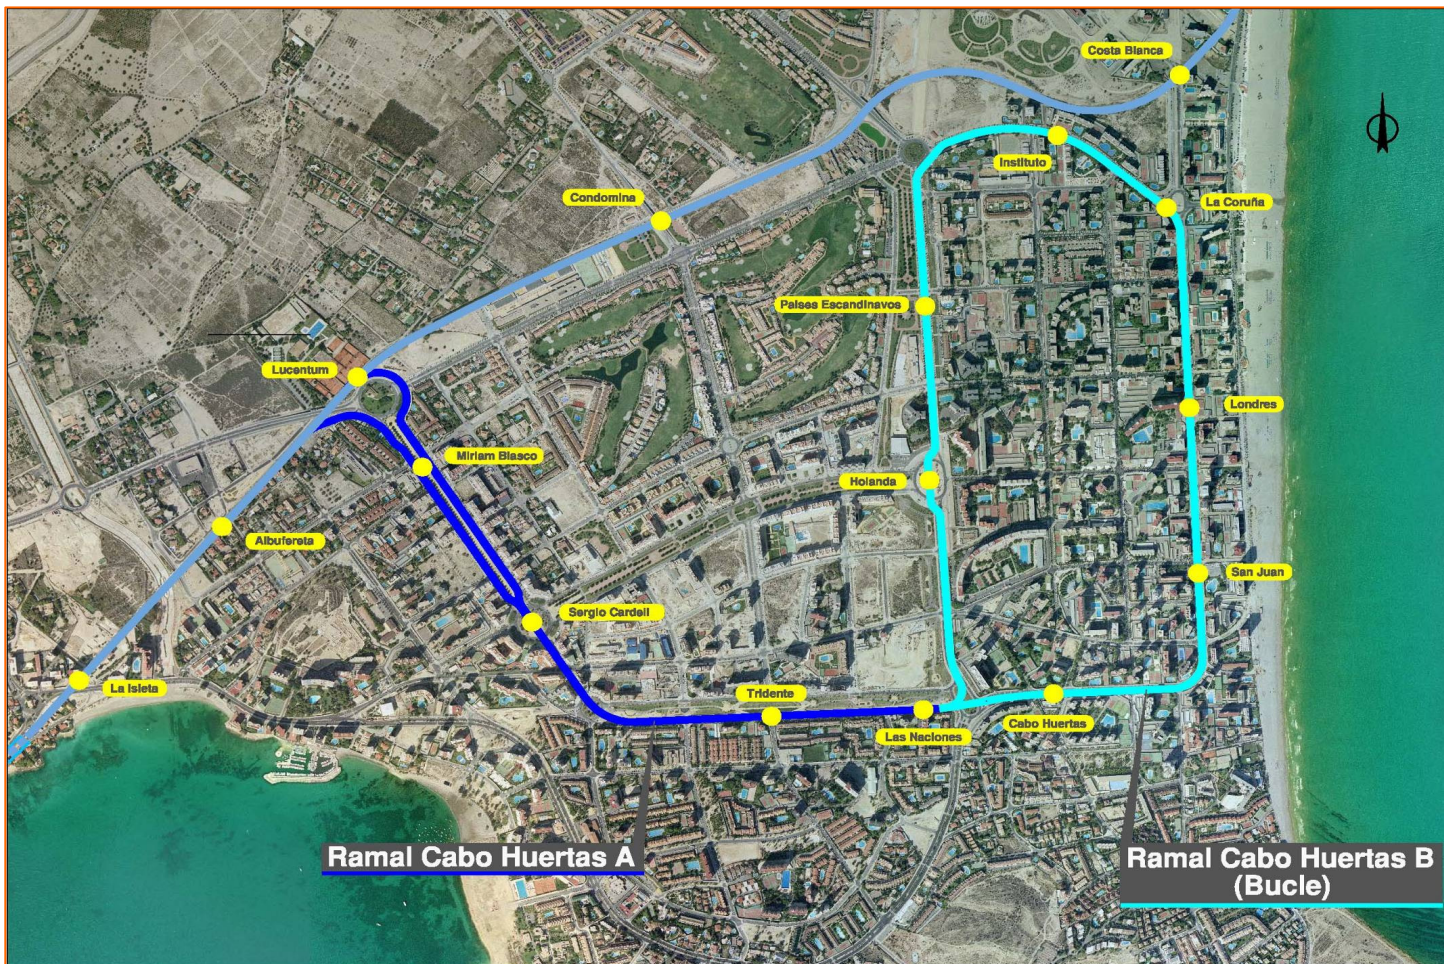 Costa Blanca
Instituto
Condomina
La Coruña
Paises Escandinavos
Lucentum
Londres
Miriam Blasco
Holanda
Albufereta
San Juan
Sergio Cardell
La Isleta
Tridente
Cabo Huertas
Las Naciones
Ramal Cabo Huertas A
Ramal Cabo Huertas B
(Bucle)